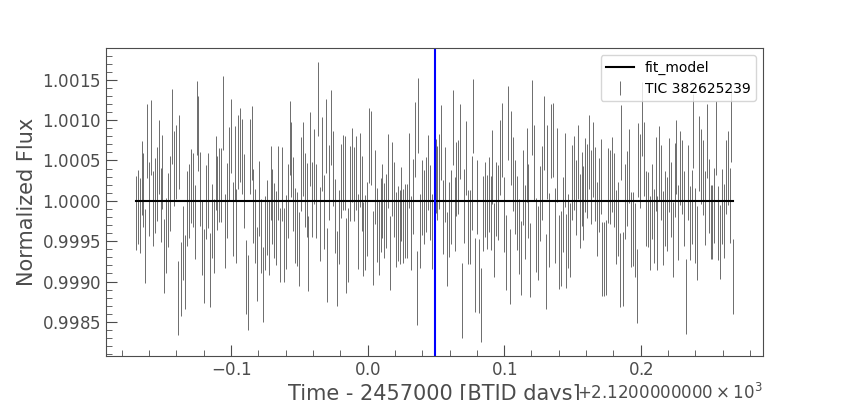 fit_model
TIC 382625239
1.0015
1.0010
1.0005
1.0000
0.9995
0.9990
0.9985
Normalized Flux
−0.1 0.0 0.1 0.2
Time - 2457000 [BTJD days]
+2.1200000000×10³